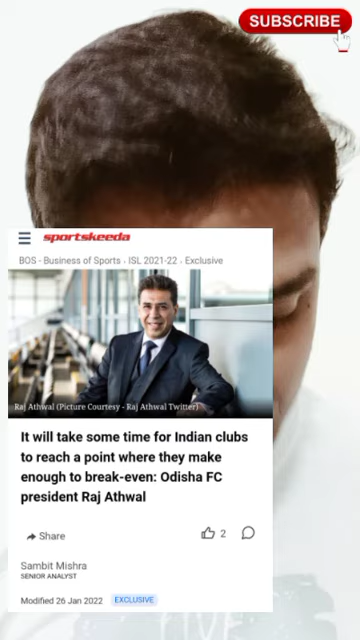 SUBSCRIBE
sportskeeda
BOS - Business of Sports › ISL 2021-22 › Exclusive
Raj Athwal (Picture Courtesy - Raj Athwal Twitter)
It will take some time for Indian clubs
to reach a point where they make
enough to break-even: Odisha FC
president Raj Athwal
Share
2
Sambit Mishra
SENIOR ANALYST
Modified 26 Jan 2022 EXCLUSIVE